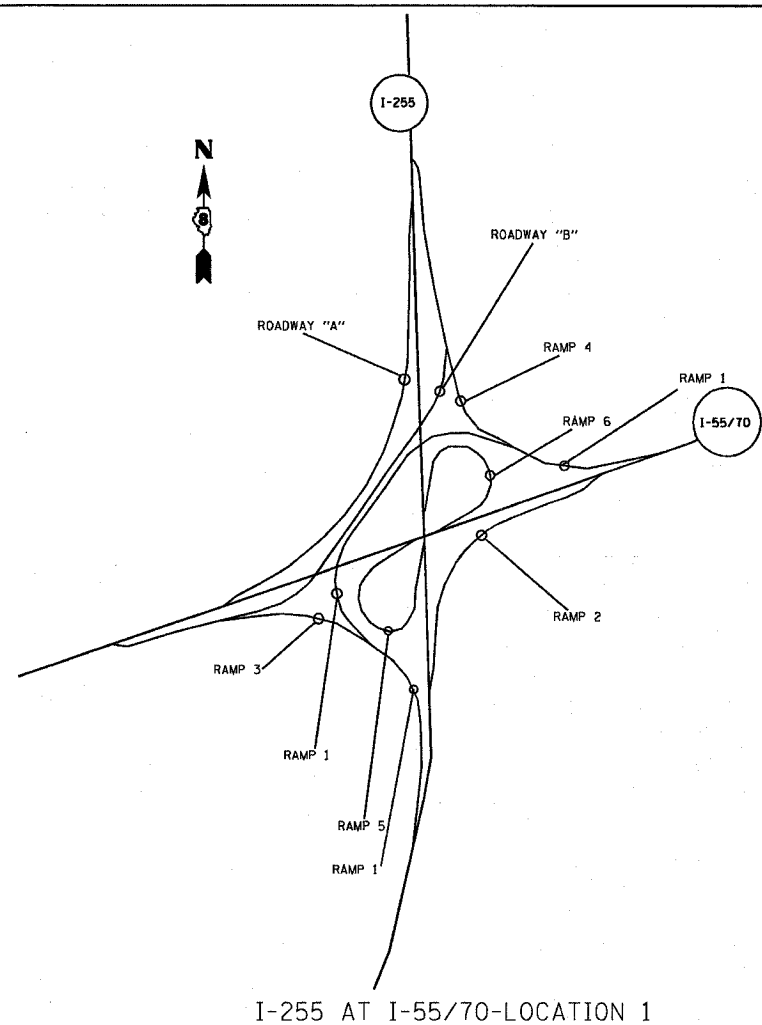 I-255
N
8
ROADWAY "B"
ROADWAY "A"
RAMP 4
RAMP 1
I-55/70
RAMP 6
RAMP 2
RAMP 3
RAMP 1
RAMP 5
RAMP 1
I-255 AT I-55/70-LOCATION 1